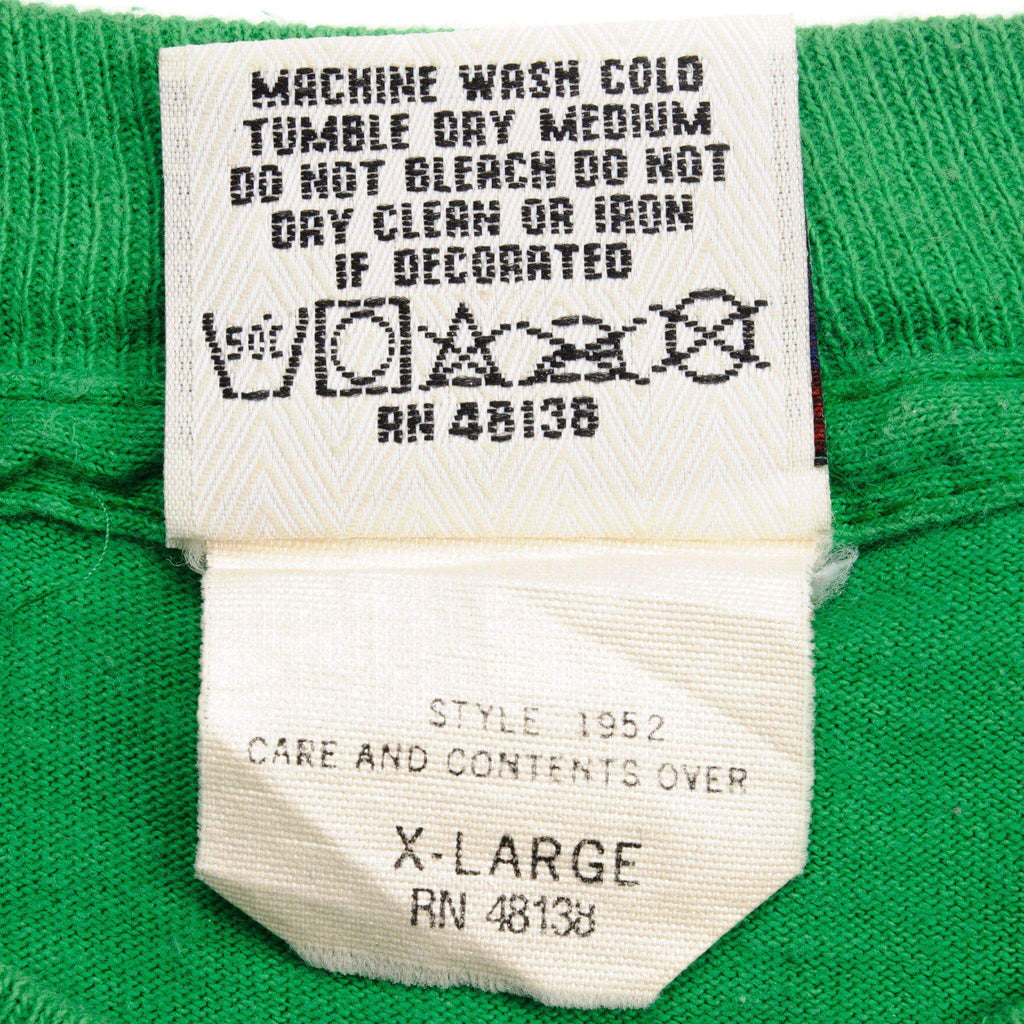 MACHINE WASH COLD
TUMBLE DRY MEDIUM
DO NOT BLEACH DO NOT
DRY CLEAN OR IRON
IF DECORATED
50C
RN 48138
STYLE 1952
CARE AND CONTENTS OVER
X-LARGE
RN 48138